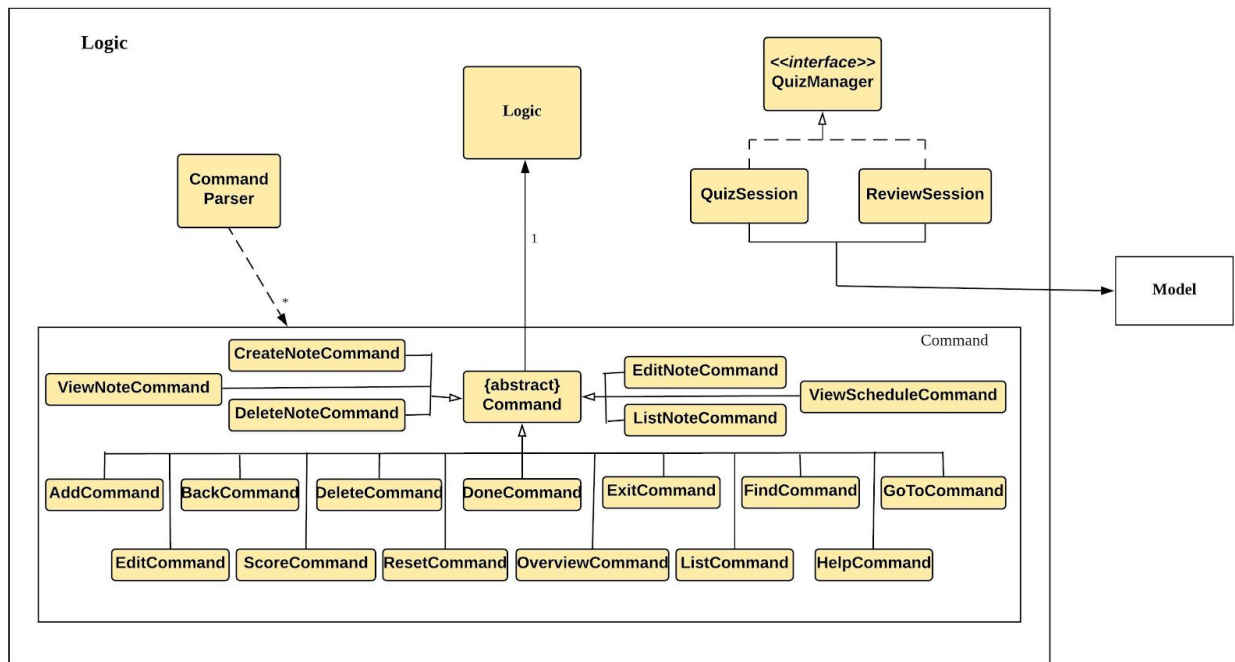 Logic
<<interface>>
QuizManager
Logic
Command
Parser
QuizSession
ReviewSession
1
Model
*
Command
CreateNoteCommand
EditNoteCommand
ViewNoteCommand
{abstract}
Command
ViewScheduleCommand
DeleteNoteCommand
ListNoteCommand
AddCommand
BackCommand
DeleteCommand
DoneCommand
ExitCommand
FindCommand
GoToCommand
EditCommand
ScoreCommand
ResetCommand
OverviewCommand
ListCommand
HelpCommand